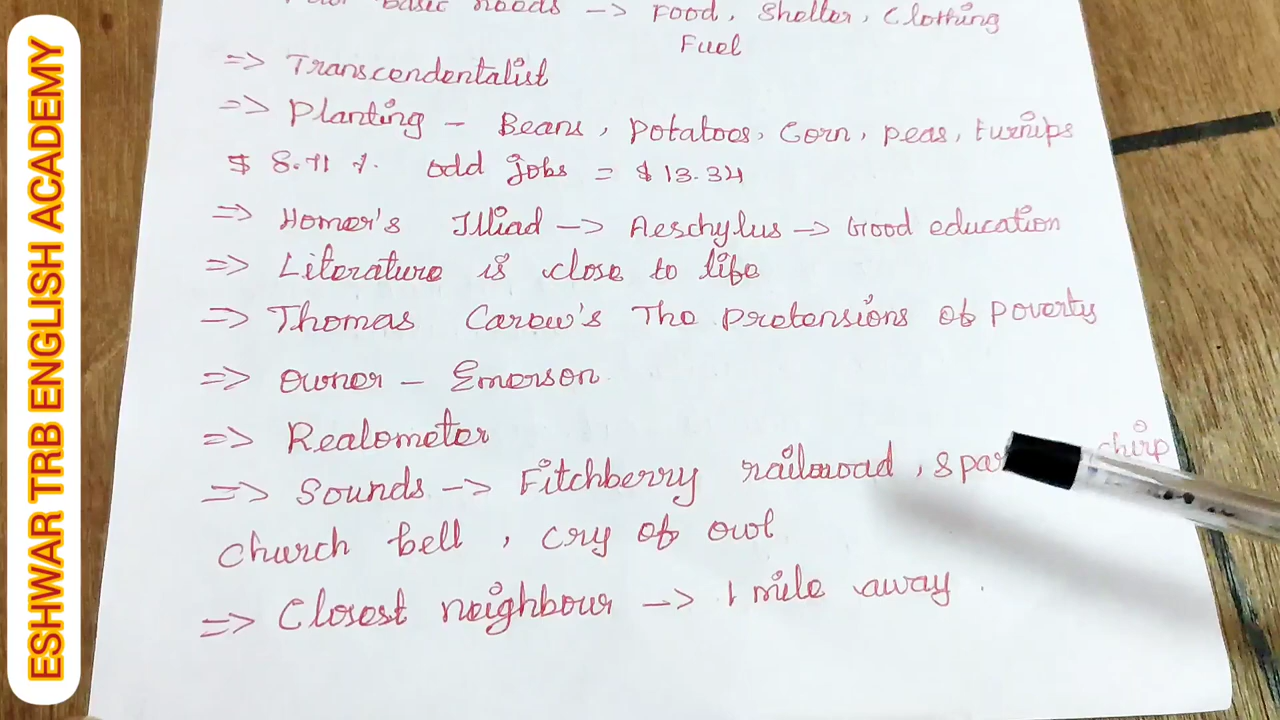 ESHWAR TRB ENGLISH ACADEMY
basic needs -> Food, Shelter, Clothing
Fuel
=> Transcendentalist
=> Planting - Beans, potatoes, Corn, peas, turnips
$ 8.71 odd jobs = $ 13.34
=> Homer's Illiad -> Aeschylus -> Good education
=> Literature is close to life
=> Thomas Carew's The pretensions of poverty
=> Owner - Emerson
=> Realometer
=> Sounds -> Fitchberry railroad, chirp
church bell, cry of owl
=> Closest neighbour -> 1 mile away.